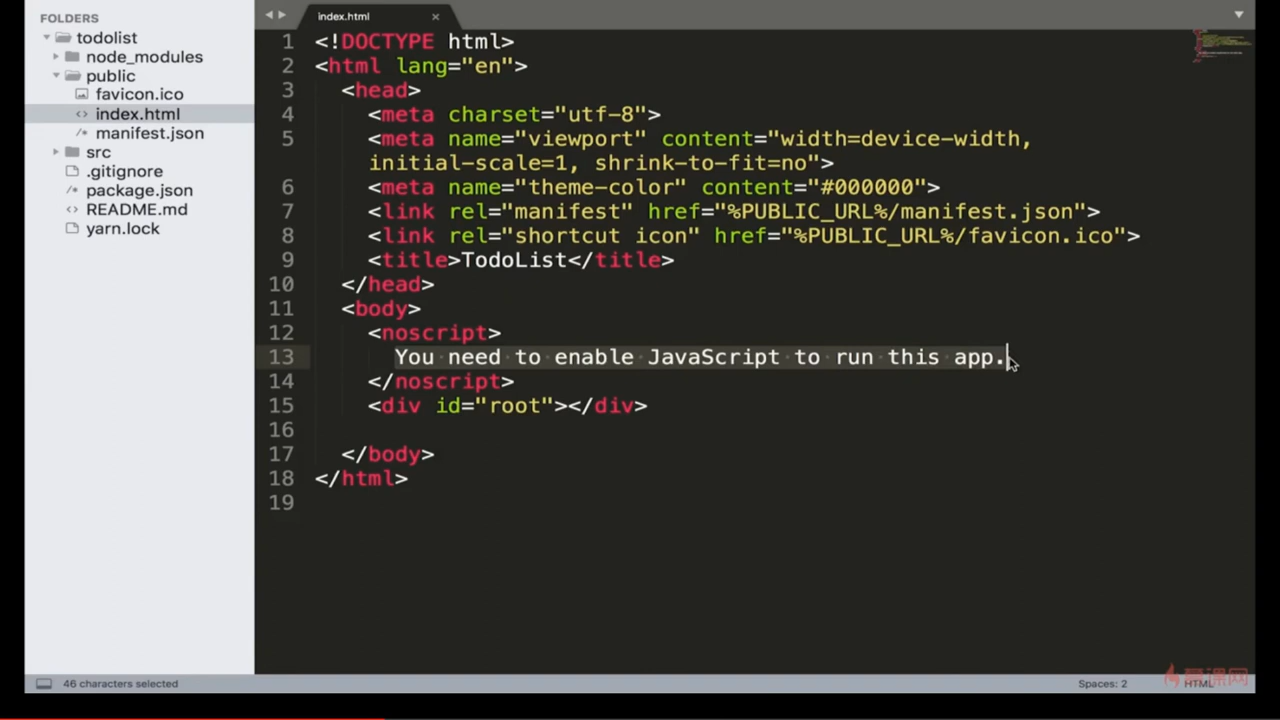 FOLDERS
todolist
node_modules
public
favicon.ico
<> index.html
/* manifest.json
src
.gitignore
/* package.json
<> README.md
yarn.lock
index.html ×
1 <!DOCTYPE html>
2 <html lang="en">
3 <head>
4 <meta charset="utf-8">
5 <meta name="viewport" content="width=device-width,
initial-scale=1, shrink-to-fit=no">
6 <meta name="theme-color" content="#000000">
7 <link rel="manifest" href="%PUBLIC_URL%/manifest.json">
8 <link rel="shortcut icon" href="%PUBLIC_URL%/favicon.ico">
9 <title>TodoList</title>
10 </head>
11 <body>
12 <noscript>
13 You need to enable JavaScript to run this app.
14 </noscript>
15 <div id="root"></div>
16
17 </body>
18 </html>
19
46 characters selected
Spaces: 2
HTML
慕课网